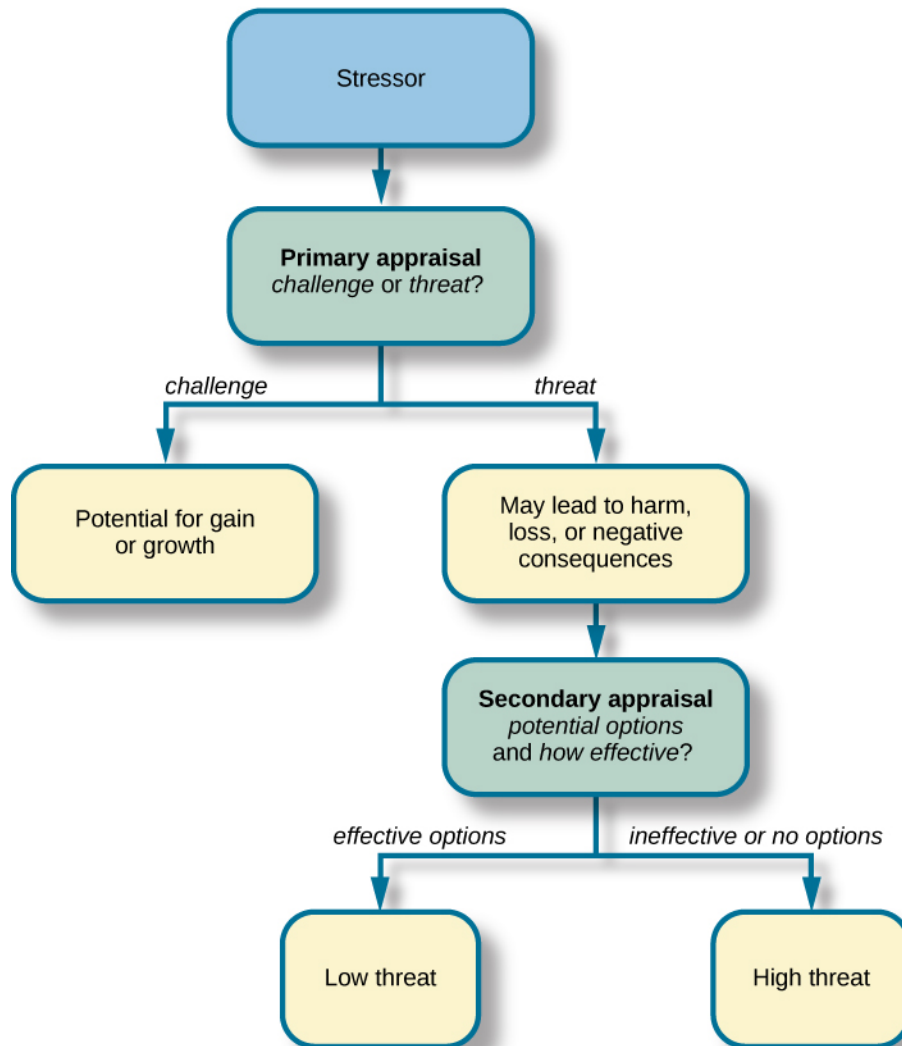 Stressor
Primary appraisal
challenge or threat?
challenge
threat
Potential for gain
or growth
May lead to harm,
loss, or negative
consequences
Secondary appraisal
potential options
and how effective?
effective options
ineffective or no options
Low threat
High threat